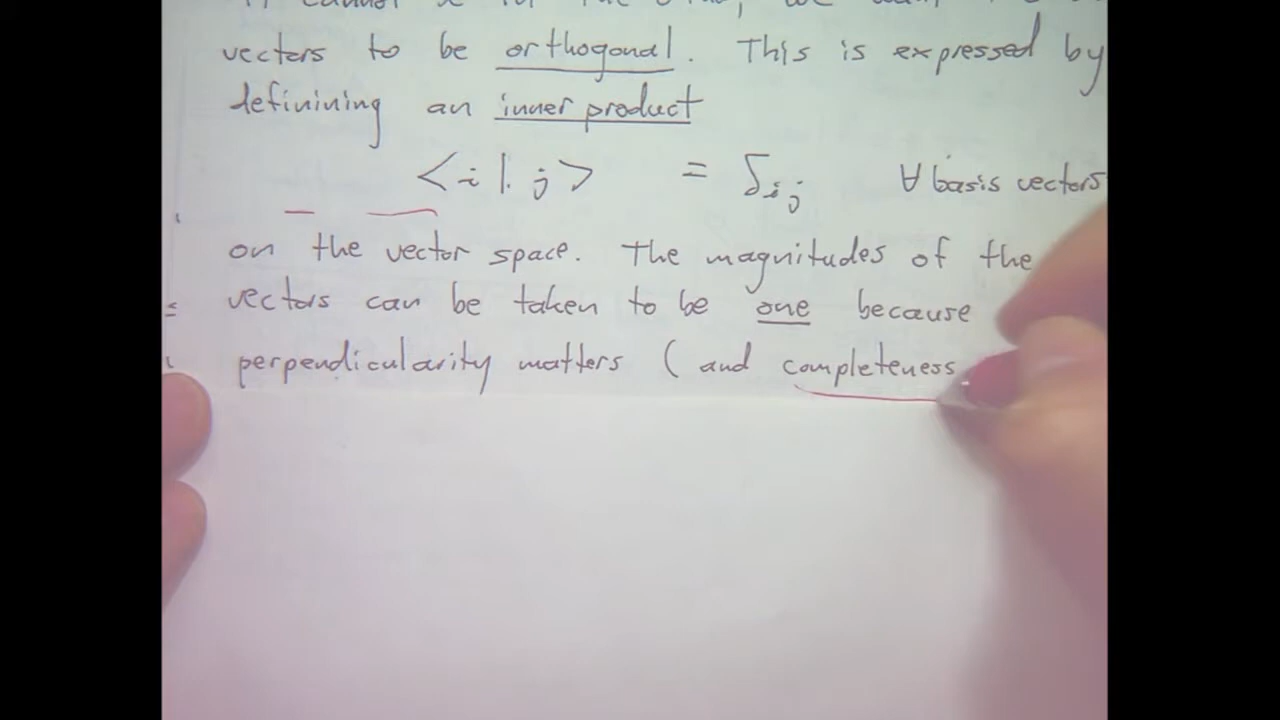 vectors to be orthogonal. This is expressed by
definining an inner product
<i|j> = δij ∀ basis vectors
on the vector space. The magnitudes of the
vectors can be taken to be one because
perpendicularity matters (and completeness